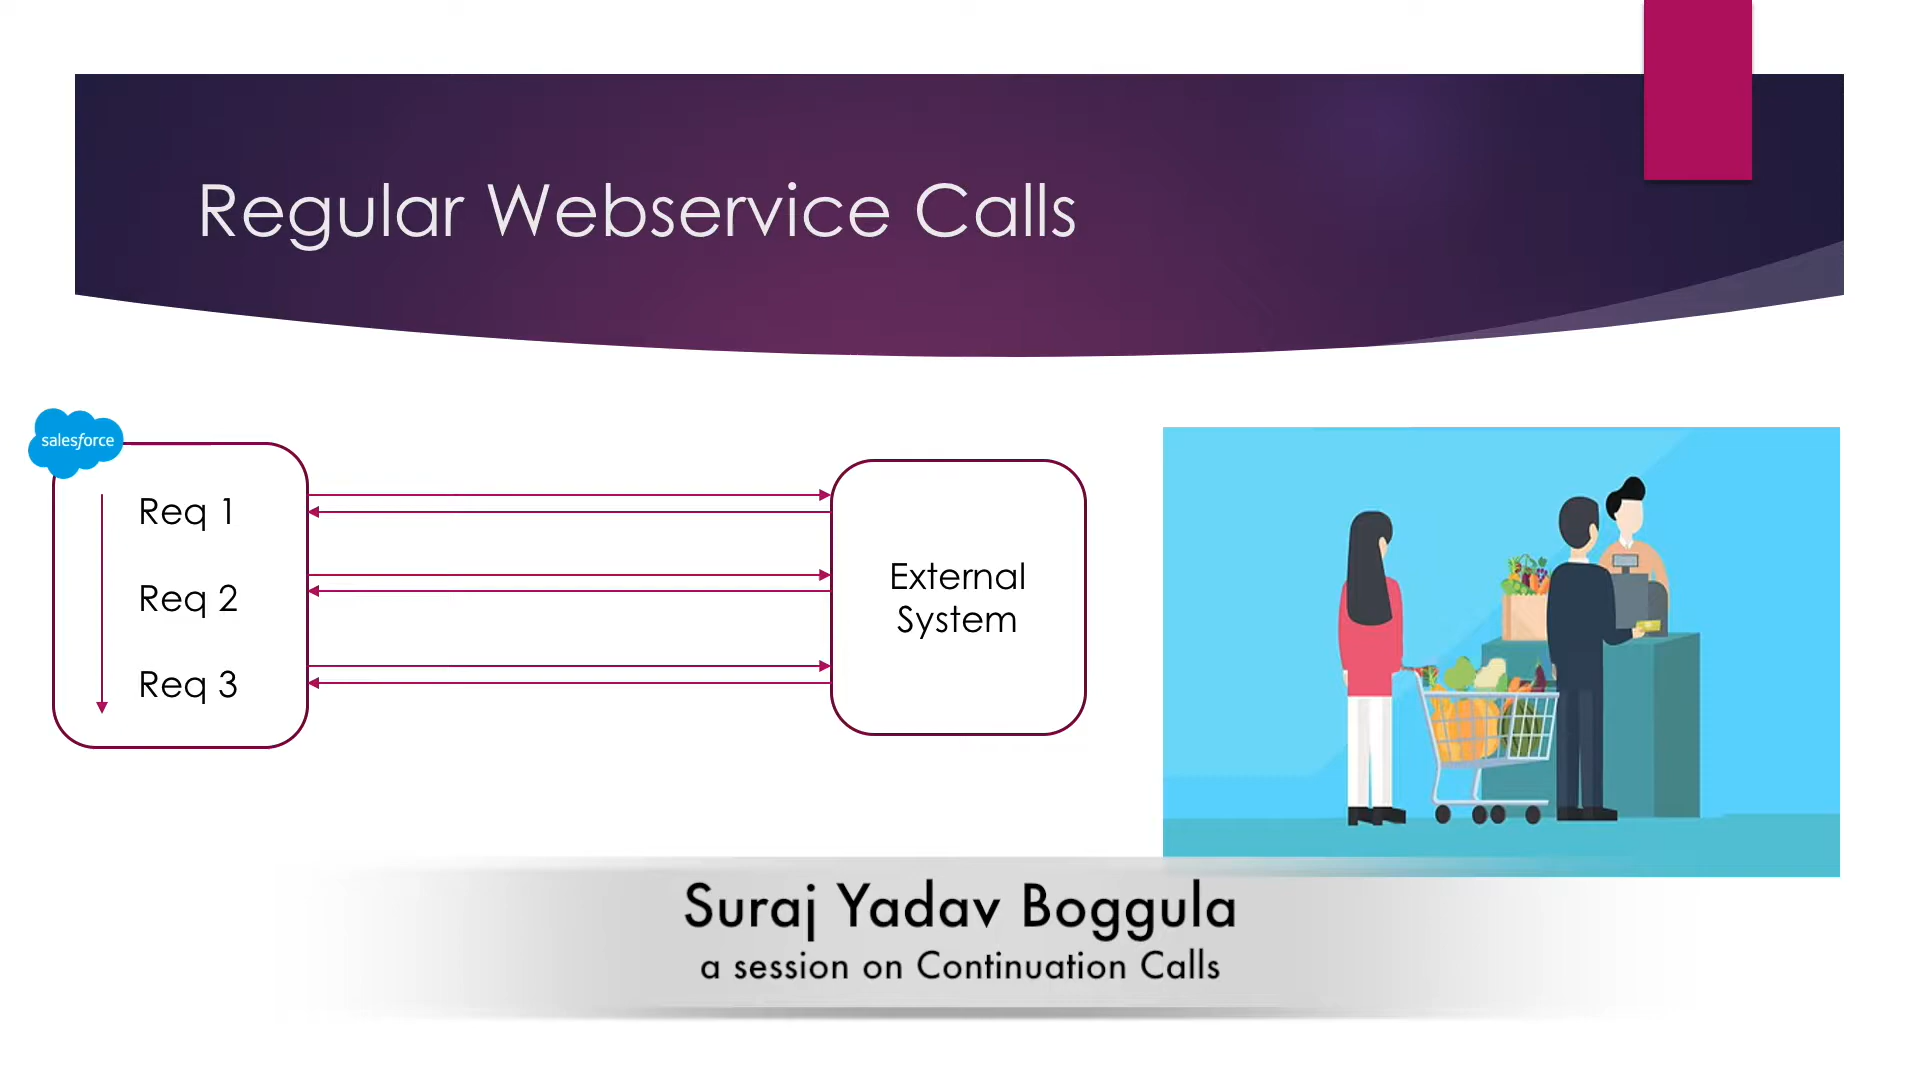 Regular Webservice Calls
salesforce
Req 1
Req 2
Req 3
External
System
Suraj Yadav Boggula
a session on Continuation Calls